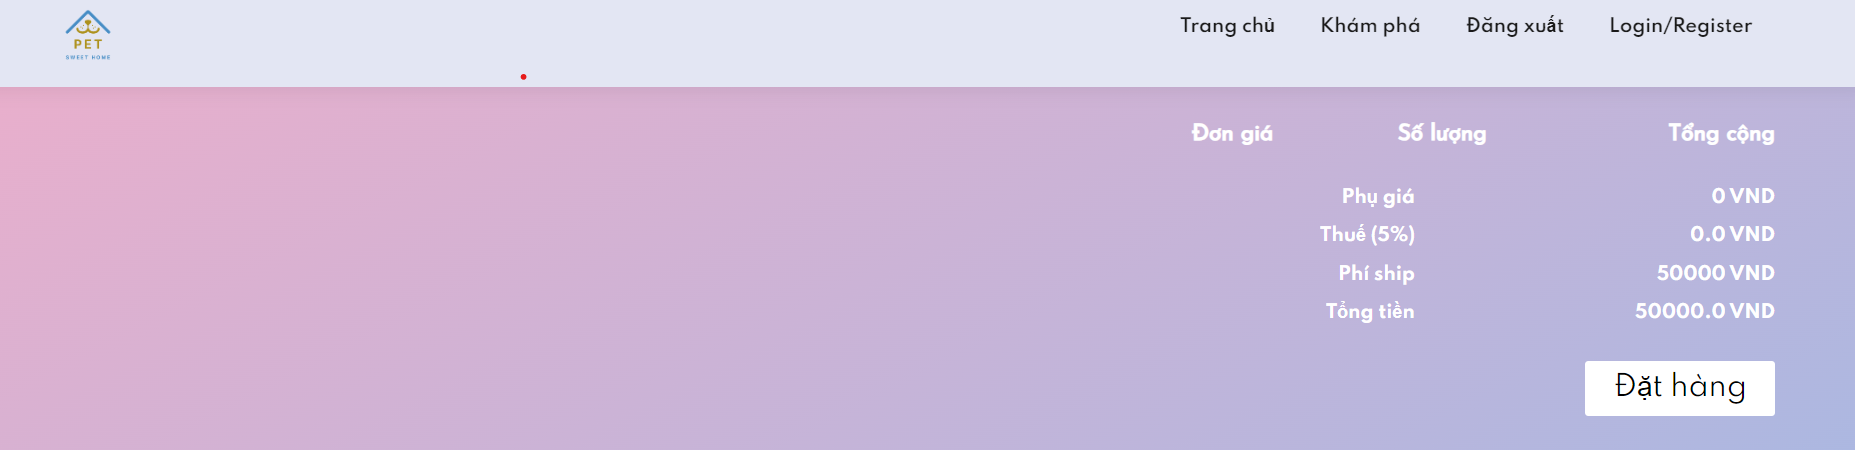 PET
SWEET HOME
Trang chủ Khám phá Đăng xuất Login/Register
Đơn giá Số lượng Tổng cộng
Phụ giá 0 VND
Thuế (5%) 0.0 VND
Phí ship 50000 VND
Tổng tiền 50000.0 VND
Đặt hàng